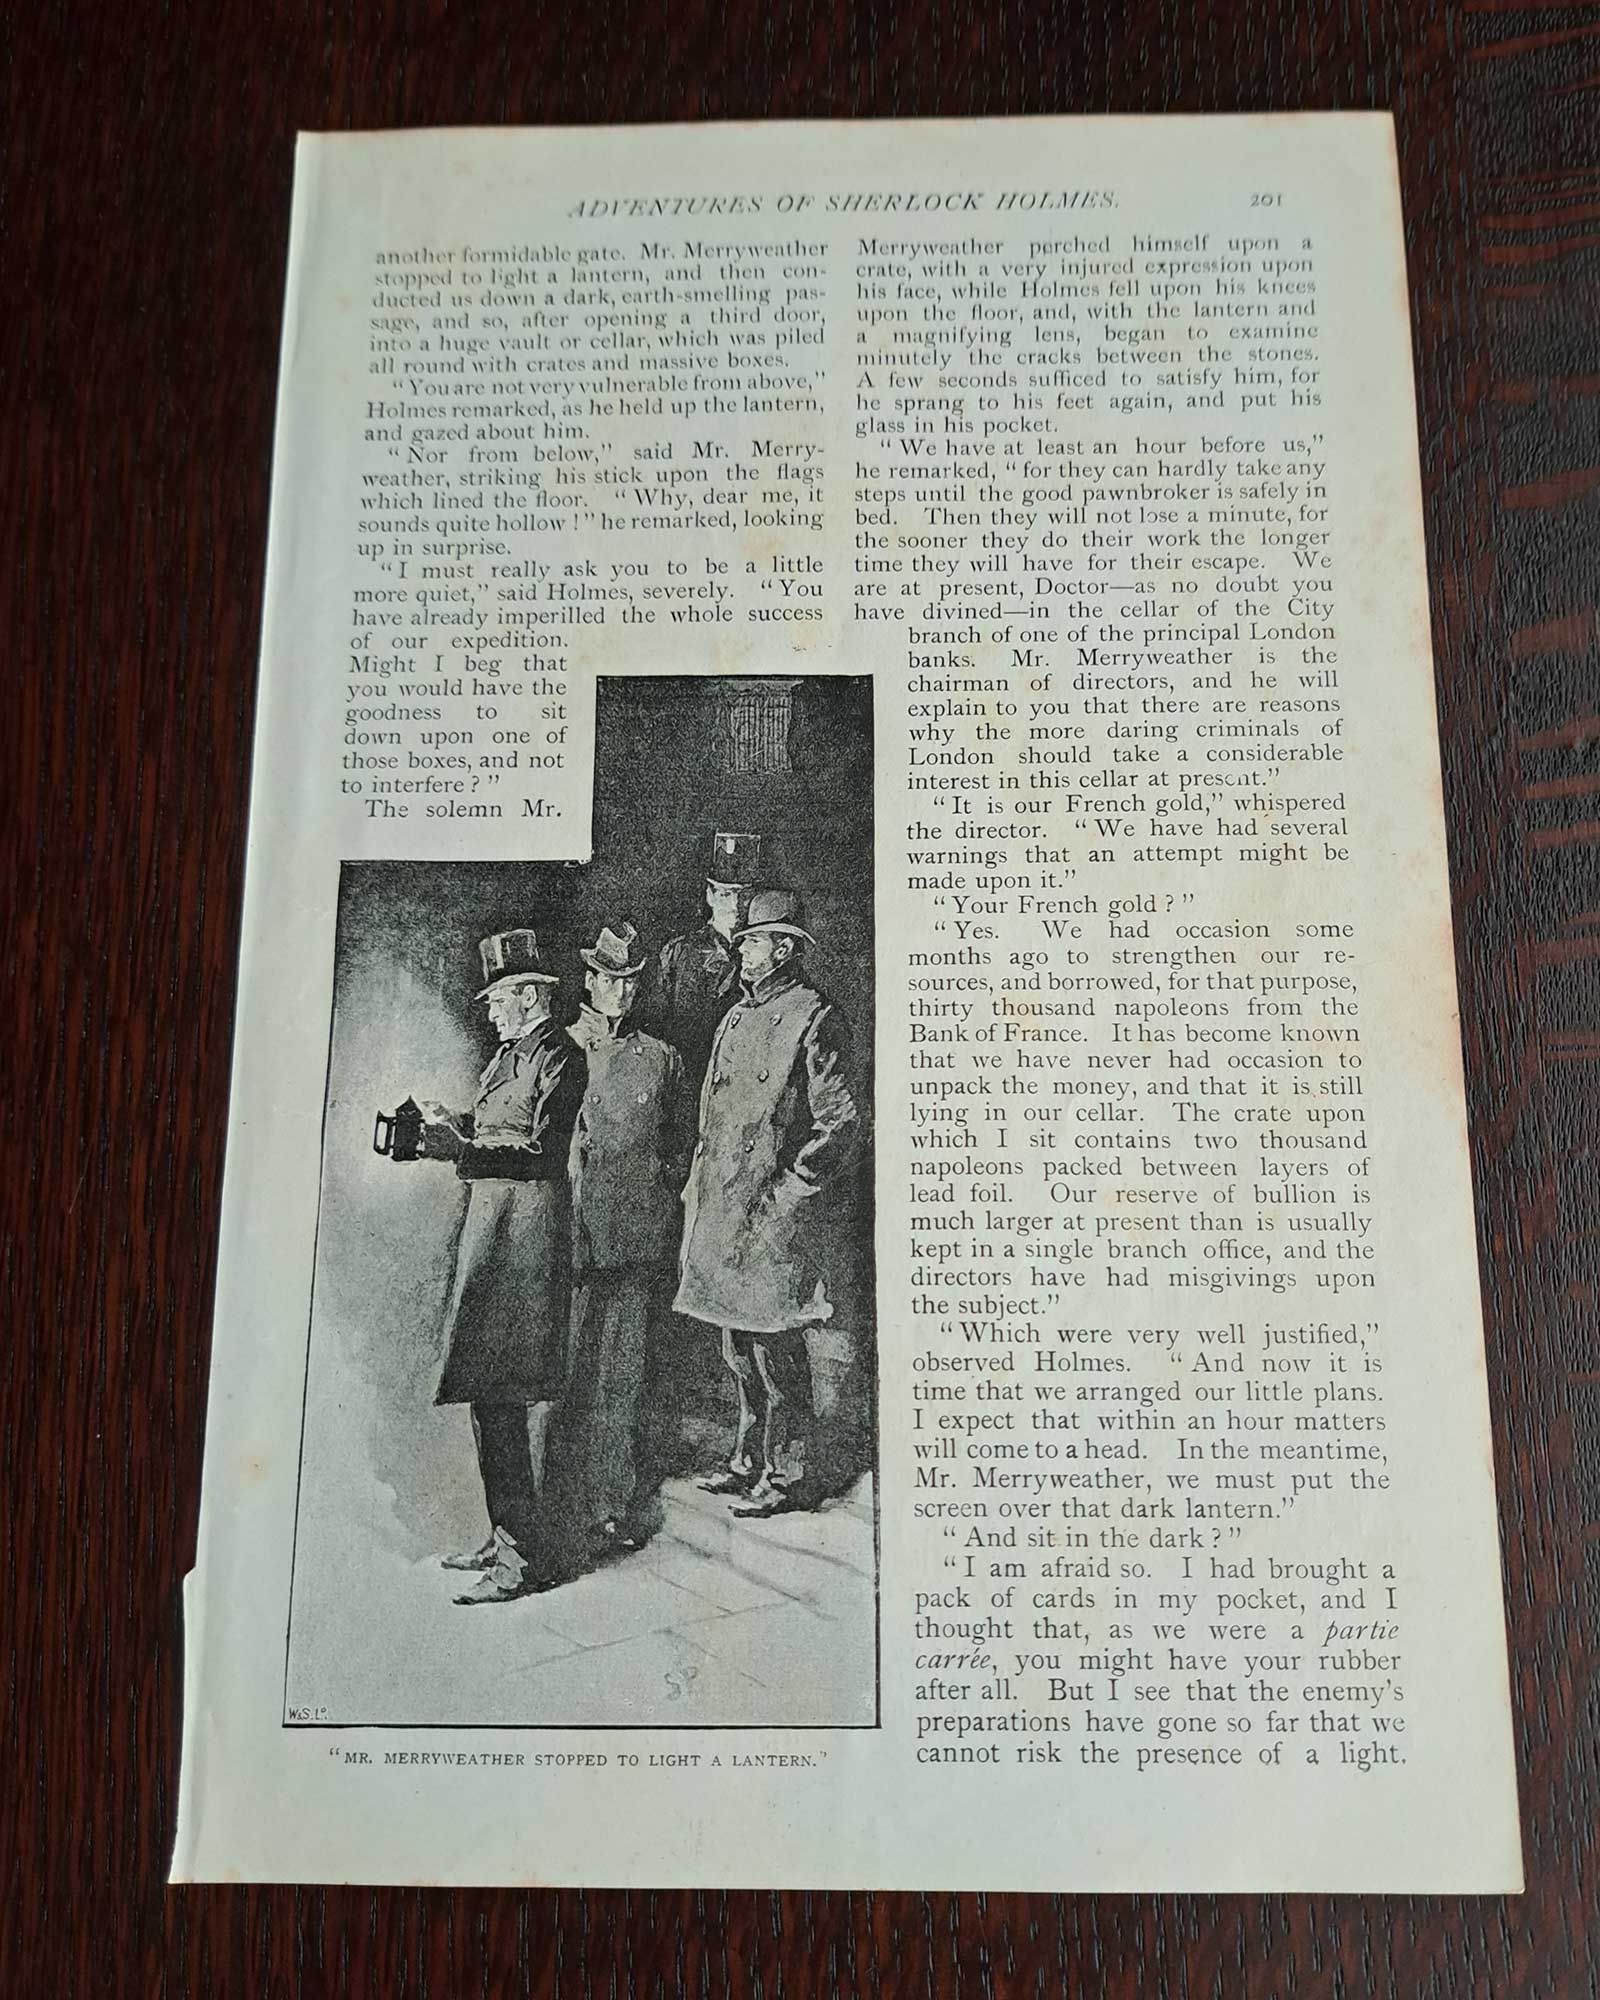 ADVENTURES OF SHERLOCK HOLMES.
201
another formidable gate. Mr. Merryweather
stopped to light a lantern, and then con-
ducted us down a dark, earth-smelling pas-
sage, and so, after opening a third door,
into a huge vault or cellar, which was piled
all round with crates and massive boxes.
“You are not very vulnerable from above,”
Holmes remarked, as he held up the lantern,
and gazed about him.
“Nor from below,” said Mr. Merry-
weather, striking his stick upon the flags
which lined the floor. “Why, dear me, it
sounds quite hollow!” he remarked, looking
up in surprise.
“I must really ask you to be a little
more quiet,” said Holmes, severely. “You
have already imperilled the whole success
of our expedition.
Might I beg that
you would have the
goodness to sit
down upon one of
those boxes, and not
to interfere?”
The solemn Mr.
W&S. Ld.
SP
“MR. MERRYWEATHER STOPPED TO LIGHT A LANTERN.”
Merryweather perched himself upon a
crate, with a very injured expression upon
his face, while Holmes fell upon his knees
upon the floor, and, with the lantern and
a magnifying lens, began to examine
minutely the cracks between the stones.
A few seconds sufficed to satisfy him, for
he sprang to his feet again, and put his
glass in his pocket.
“We have at least an hour before us,”
he remarked, “for they can hardly take any
steps until the good pawnbroker is safely in
bed. Then they will not lose a minute, for
the sooner they do their work the longer
time they will have for their escape. We
are at present, Doctor—as no doubt you
have divined—in the cellar of the City
branch of one of the principal London
banks. Mr. Merryweather is the
chairman of directors, and he will
explain to you that there are reasons
why the more daring criminals of
London should take a considerable
interest in this cellar at present.”
“It is our French gold,” whispered
the director. “We have had several
warnings that an attempt might be
made upon it.”
“Your French gold?”
“Yes. We had occasion some
months ago to strengthen our re-
sources, and borrowed, for that purpose,
thirty thousand napoleons from the
Bank of France. It has become known
that we have never had occasion to
unpack the money, and that it is still
lying in our cellar. The crate upon
which I sit contains two thousand
napoleons packed between layers of
lead foil. Our reserve of bullion is
much larger at present than is usually
kept in a single branch office, and the
directors have had misgivings upon
the subject.”
“Which were very well justified,”
observed Holmes. “And now it is
time that we arranged our little plans.
I expect that within an hour matters
will come to a head. In the meantime,
Mr. Merryweather, we must put the
screen over that dark lantern.”
“And sit in the dark?”
“I am afraid so. I had brought a
pack of cards in my pocket, and I
thought that, as we were a partie
carrée, you might have your rubber
after all. But I see that the enemy’s
preparations have gone so far that we
cannot risk the presence of a light.